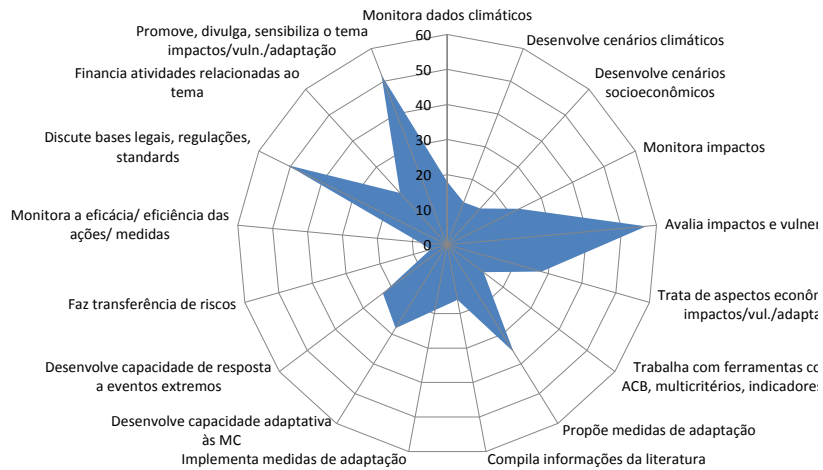 Monitora dados climáticos
Desenvolve cenários climáticos
Desenvolve cenários
socioeconômicos
Monitora impactos
Avalia impactos e
Trata de aspectos
impactos/vul./
Trabalha com ferramentas
ACB, multicritérios, indicadores
Propõe medidas de adaptação
Compila informações da literatura
Implementa medidas de adaptação
Desenvolve capacidade adaptativa
às MC
Desenvolve capacidade de resposta
a eventos extremos
Faz transferência de riscos
Monitora a eficácia/ eficiência das
ações/ medidas
Discute bases legais, regulações,
standards
Financia atividades relacionadas ao
tema
Promove, divulga, sensibiliza o tema
impactos/vuln./adaptação
60
50
40
30
20
10
0